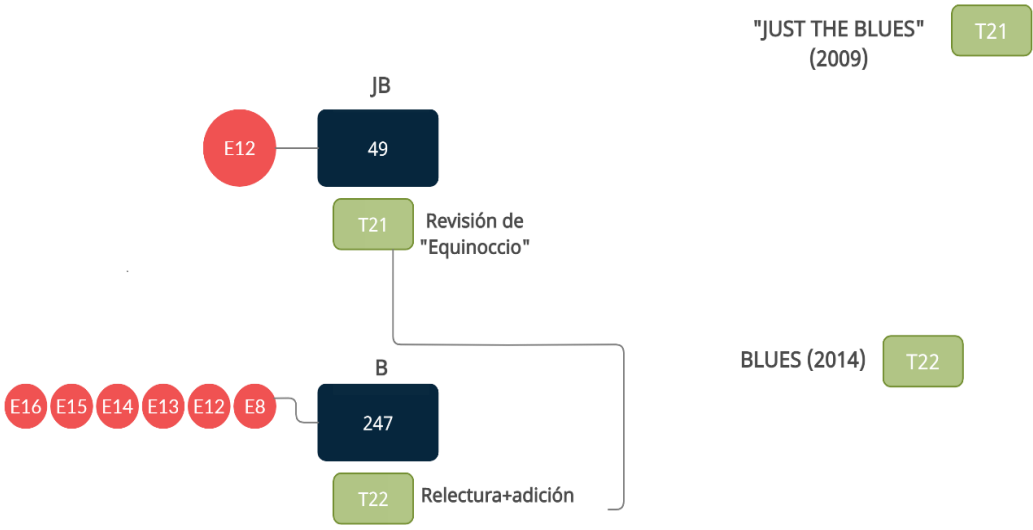 "JUST THE BLUES"
(2009)
T21
JB
E12
49
T21
Revisión de
"Equinoccio"
BLUES (2014)
T22
B
E16 E15 E14 E13 E12 E8
247
T22
Relectura+adición